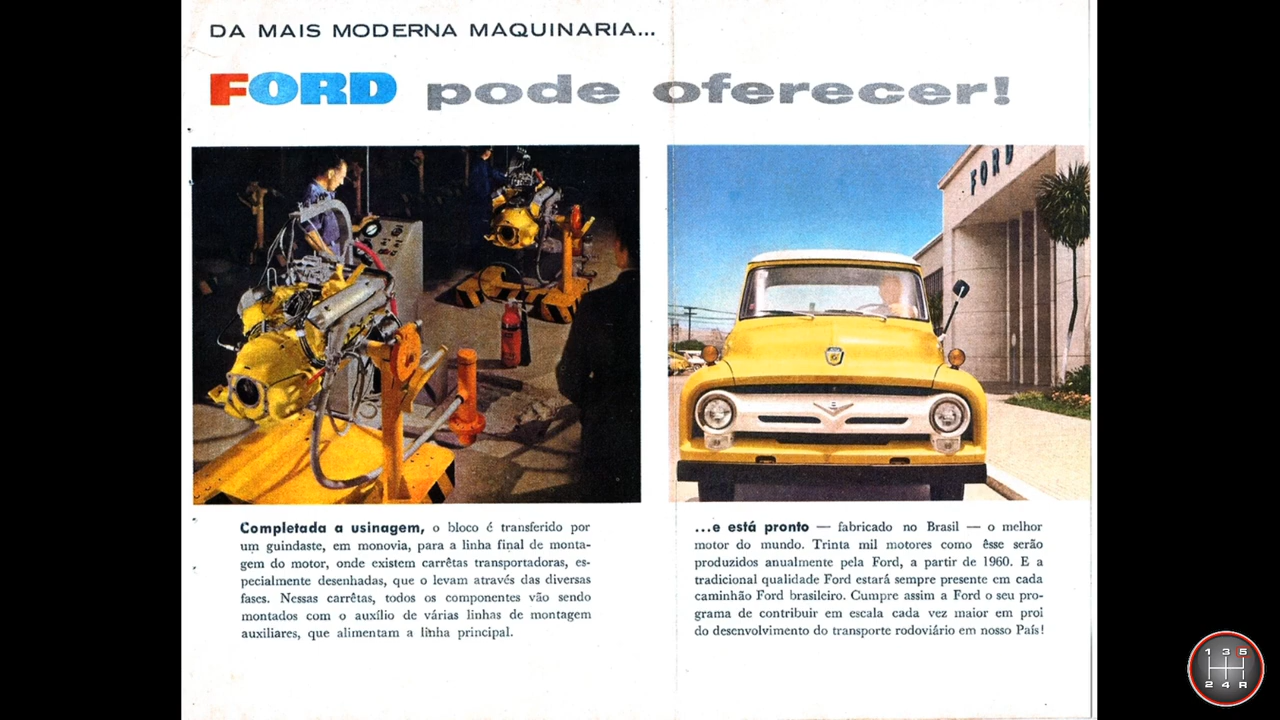 DA MAIS MODERNA MAQUINARIA...
FORD pode oferecer!
FORD
Completada a usinagem, o bloco é transferido por
um guindaste, em monovia, para a linha final de monta-
gem do motor, onde existem carrêtas transportadoras, es-
pecialmente desenhadas, que o levam através das diversas
fases. Nessas carrêtas, todos os componentes vão sendo
montados com o auxílio de várias linhas de montagem
auxiliares, que alimentam a linha principal.
...e está pronto — fabricado no Brasil — o melhor
motor do mundo. Trinta mil motores como êsse serão
produzidos anualmente pela Ford, a partir de 1960. E a
tradicional qualidade Ford estará sempre presente em cada
caminhão Ford brasileiro. Cumpre assim a Ford o seu pro-
grama de contribuir em escala cada vez maior em proi
do desenvolvimento do transporte rodoviário em nosso País!
1 3 5
2 4 R